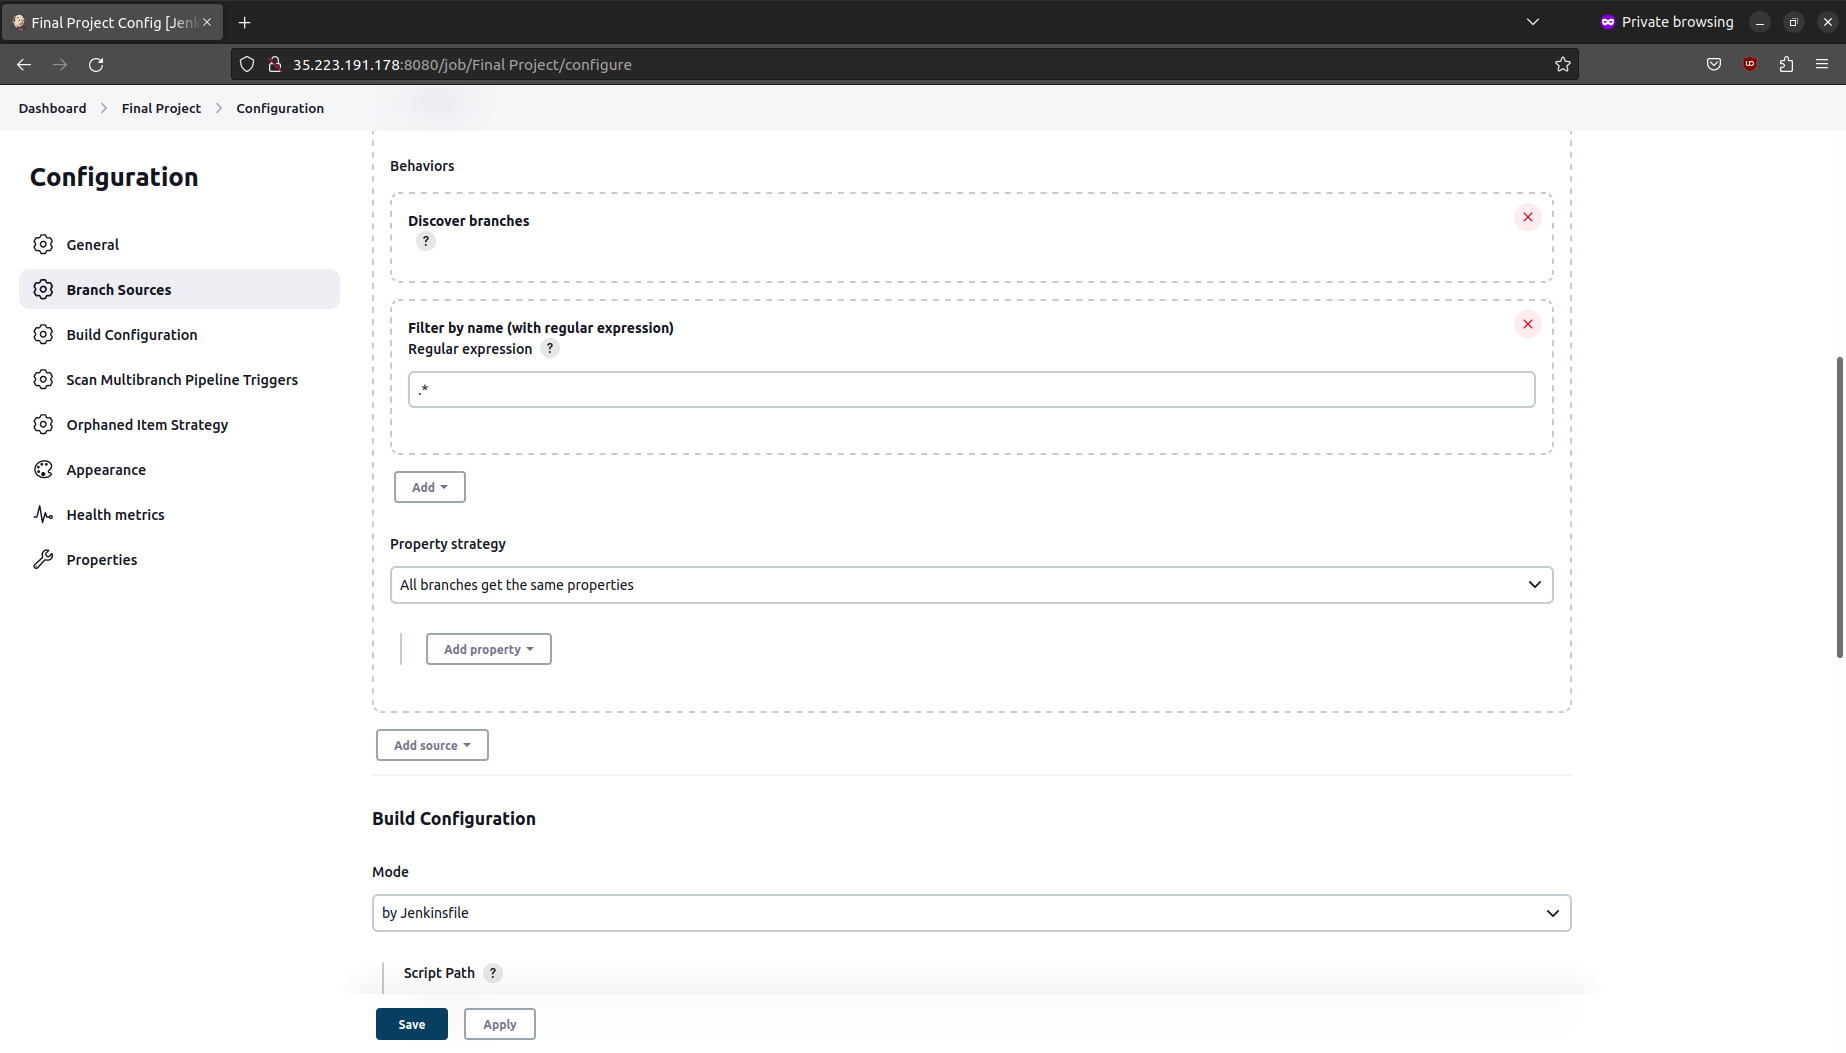 Final Project Config [Jen
Private browsing
35.223.191.178:8080/job/Final Project/configure
Dashboard > Final Project > Configuration
Configuration
General
Branch Sources
Build Configuration
Scan Multibranch Pipeline Triggers
Orphaned Item Strategy
Appearance
Health metrics
Properties
Behaviors
Discover branches
?
Filter by name (with regular expression)
Regular expression ?
.*
Add
Property strategy
All branches get the same properties
Add property
Add source
Build Configuration
Mode
by Jenkinsfile
Script Path ?
Save Apply